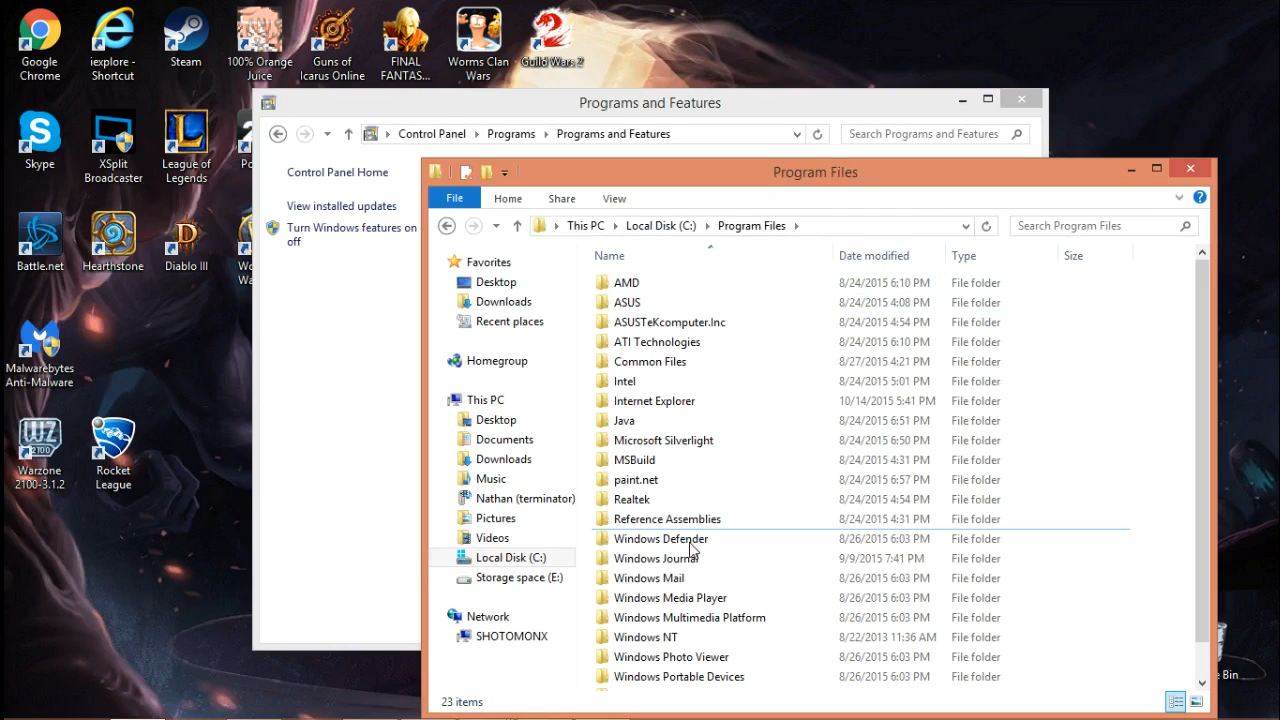 Google
Chrome
iexplore -
Shortcut
Steam
100% Orange
Juice
Guns of
Icarus Online
FINAL
FANTAS...
Worms Clan
Wars
Guild Wars 2
Skype
XSplit
Broadcaster
League of
Legends
Battle.net
Hearthstone
Diablo III
Malwarebytes
Anti-Malware
WZ
2100
Warzone
2100-3.1.2
Rocket
League
Programs and Features
Control Panel
Programs
Programs and Features
Search Programs and Features
Control Panel Home
View installed updates
Turn Windows features on
off
Program Files
File
Home
Share
View
This PC
Local Disk (C:)
Program Files
Search Program Files
Favorites
Desktop
Downloads
Recent places
Homegroup
This PC
Desktop
Documents
Downloads
Music
Nathan (terminator)
Pictures
Videos
Local Disk (C:)
Storage space (E:)
Network
SHOTOMONX
Name Date modified Type Size
AMD 8/24/2015 6:10 PM File folder
ASUS 8/24/2015 4:08 PM File folder
ASUSTeKcomputer.Inc 8/24/2015 4:54 PM File folder
ATI Technologies 8/24/2015 6:10 PM File folder
Common Files 8/27/2015 4:21 PM File folder
Intel 8/24/2015 5:01 PM File folder
Internet Explorer 10/14/2015 5:41 PM File folder
Java 8/24/2015 6:51 PM File folder
Microsoft Silverlight 8/24/2015 6:50 PM File folder
MSBuild 8/24/2015 4:31 PM File folder
paint.net 8/24/2015 6:57 PM File folder
Realtek 8/24/2015 4:54 PM File folder
Reference Assemblies 8/24/2015 4:31 PM File folder
Windows Defender 8/26/2015 6:03 PM File folder
Windows Journal 9/9/2015 7:41 PM File folder
Windows Mail 8/26/2015 6:03 PM File folder
Windows Media Player 8/26/2015 6:03 PM File folder
Windows Multimedia Platform 8/26/2015 6:03 PM File folder
Windows NT 8/22/2013 11:36 AM File folder
Windows Photo Viewer 8/26/2015 6:03 PM File folder
Windows Portable Devices 8/26/2015 6:03 PM File folder
23 items
Bin